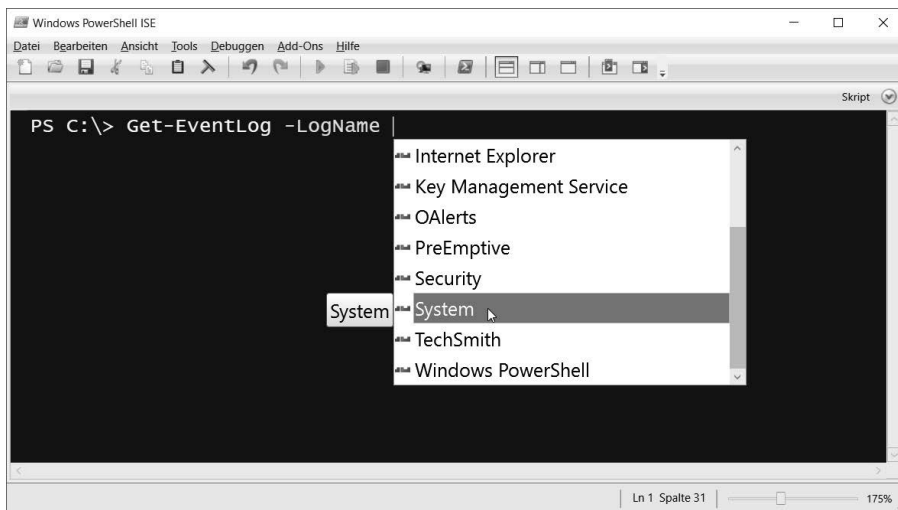 Windows PowerShell ISE
Datei Bearbeiten Ansicht Tools Debuggen Add-Ons Hilfe
Skript
PS C:\> Get-EventLog -LogName
Internet Explorer
Key Management Service
OAlerts
PreEmptive
Security
System System
TechSmith
Windows PowerShell
Ln 1 Spalte 31 175%